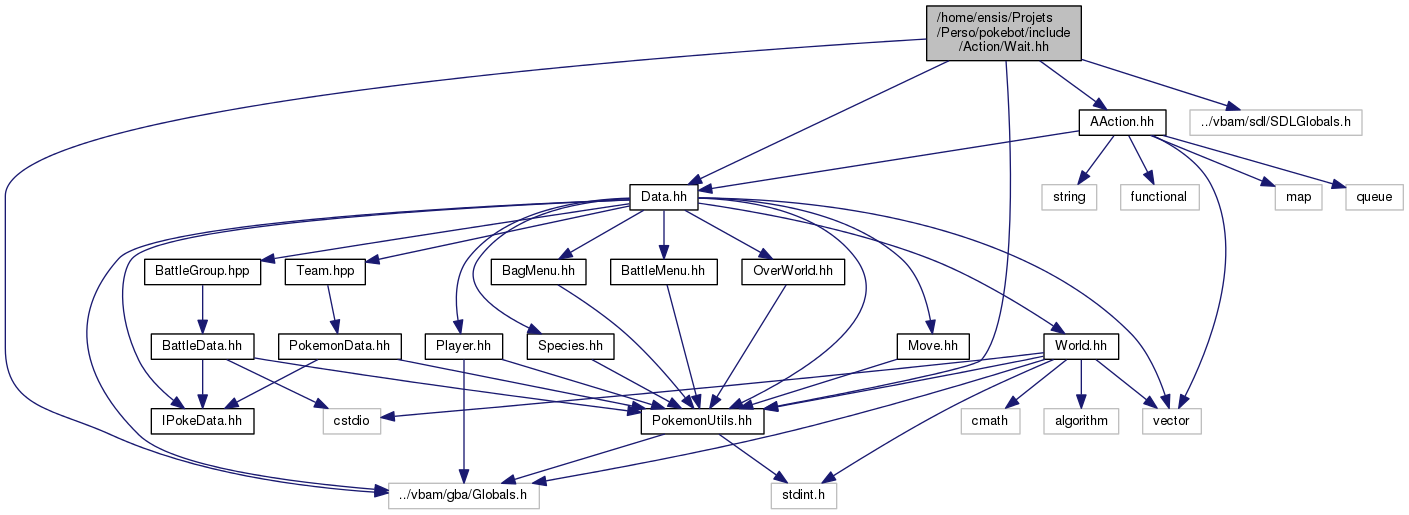 /home/ensis/Projets
/Perso/pokebot/include
/Action/Wait.hh
AAction.hh
../vbam/sdl/SDLGlobals.h
Data.hh
string
functional
map
queue
BattleGroup.hpp
Team.hpp
BagMenu.hh
BattleMenu.hh
OverWorld.hh
BattleData.hh
PokemonData.hh
Player.hh
Species.hh
Move.hh
World.hh
IPokeData.hh
cstdio
PokemonUtils.hh
cmath
algorithm
vector
../vbam/gba/Globals.h
stdint.h